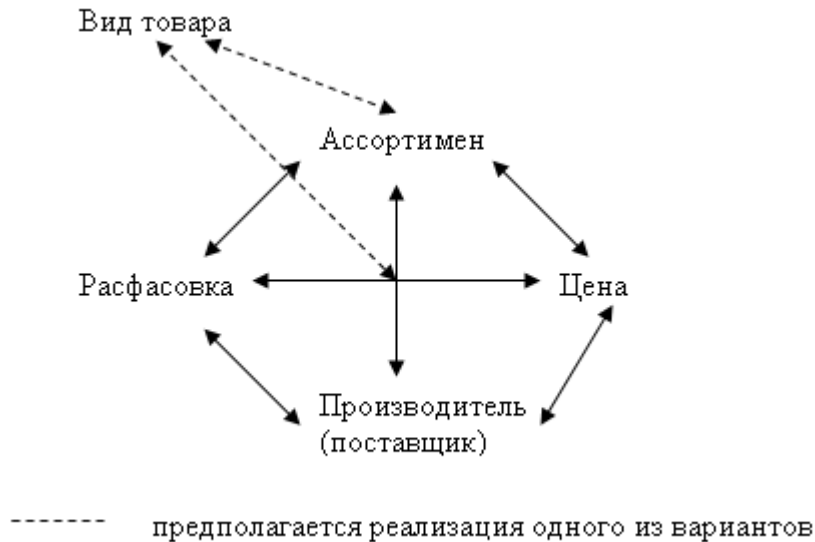 Вид товара
Ассортимен
Расфасовка
Цена
Производитель
(поставщик)
предполагается реализация одного из вариантов